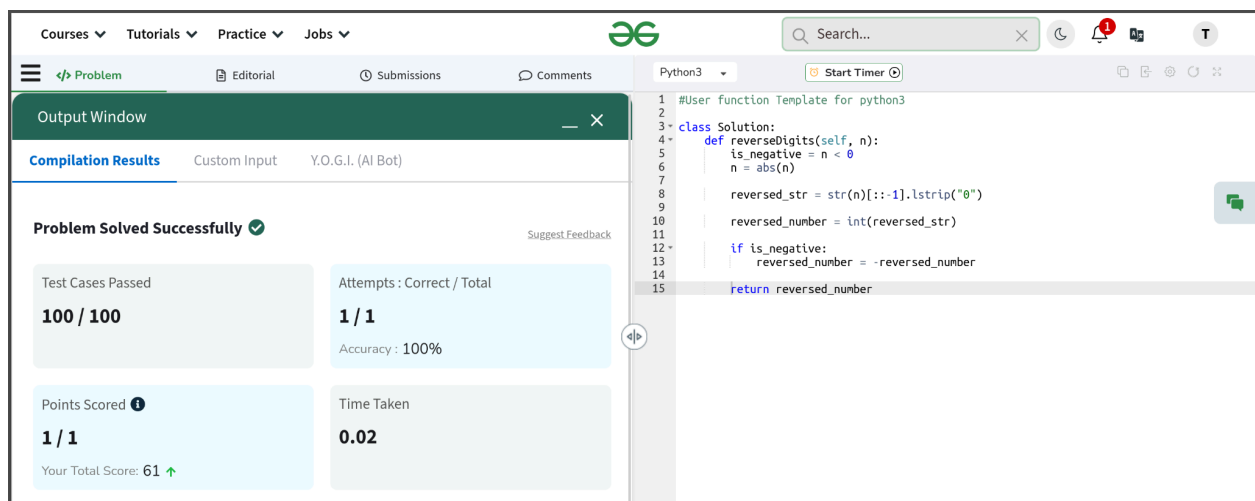 Courses Tutorials Practice Jobs Search... 1 T
</> Problem Editorial Submissions Comments
Output Window
Compilation Results Custom Input Y.O.G.I. (AI Bot)
Problem Solved Successfully
Suggest Feedback
Test Cases Passed
100 / 100
Attempts : Correct / Total
1 / 1
Accuracy : 100%
Points Scored
1 / 1
Your Total Score: 61
Time Taken
0.02
Python3 Start Timer
1 #User function Template for python3
2
3 class Solution:
4     def reverseDigits(self, n):
5         is_negative = n < 0
6         n = abs(n)
7
8         reversed_str = str(n)[::-1].lstrip("0")
9
10         reversed_number = int(reversed_str)
11
12         if is_negative:
13             reversed_number = -reversed_number
14
15         return reversed_number